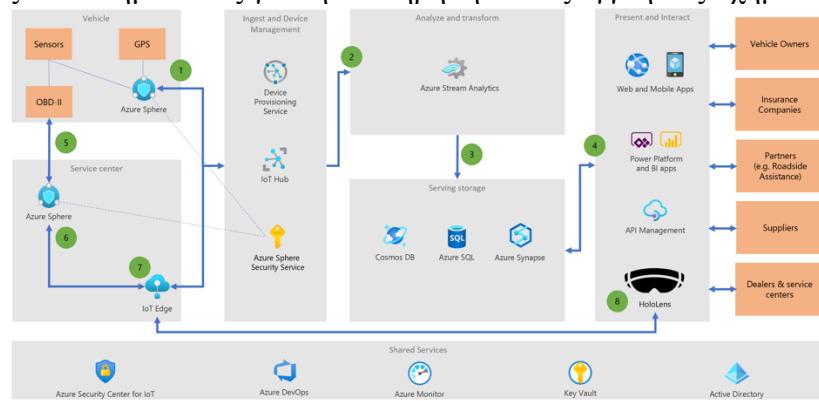 Vehicle
Sensors
GPS
1
Azure Sphere
OBD-II
5
Service center
Azure Sphere
6
7
IoT Edge
Ingest and Device
Management
Device
Provisioning
Service
IoT Hub
Azure Sphere
Security Service
2
Analyze and transform
Azure Stream Analytics
3
Serving storage
Cosmos DB
SQL
Azure SQL
Azure Synapse
4
Present and Interact
Web and Mobile Apps
Power Platform
and BI apps
API Management
8
HoloLens
Vehicle Owners
Insurance
Companies
Partners
(e.g. Roadside
Assistance)
Suppliers
Dealers & service
centers
Shared Services
Azure Security Center for IoT
Azure DevOps
Azure Monitor
Key Vault
Active Directory